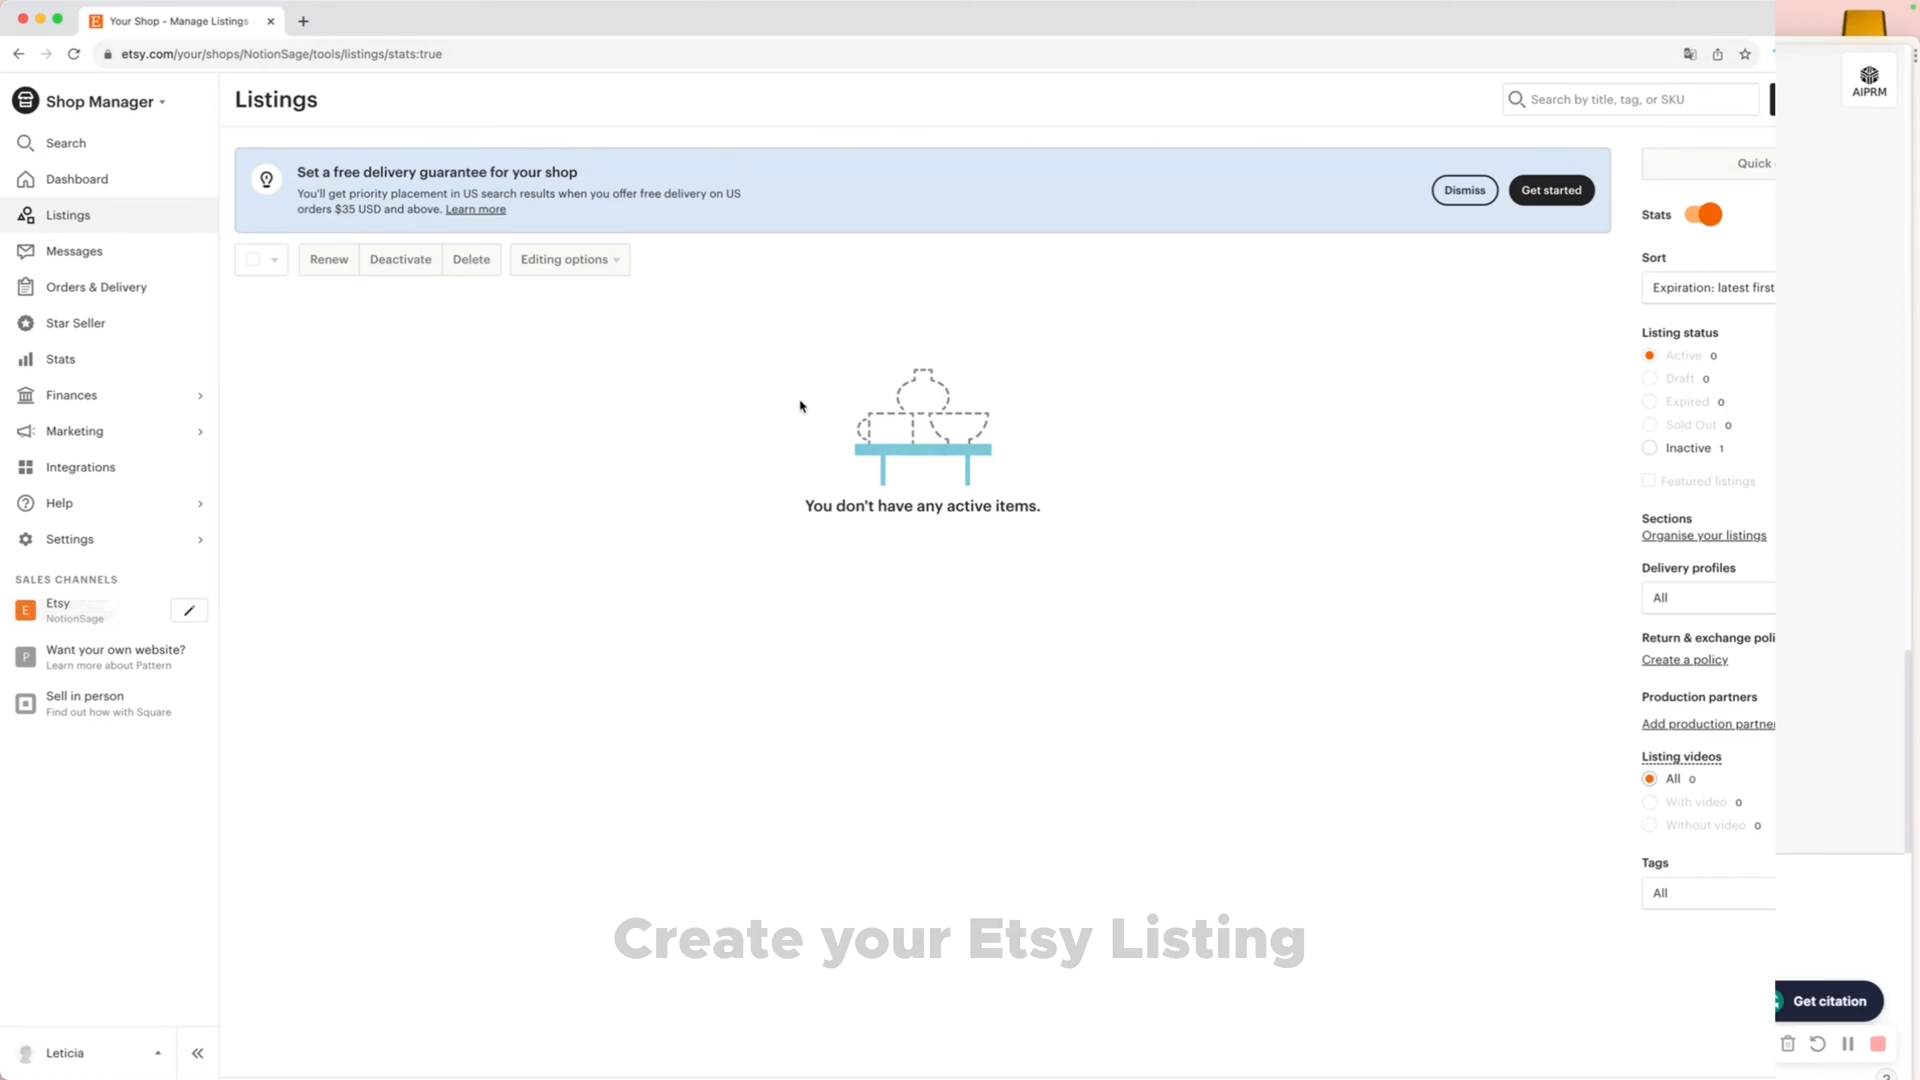 Your Shop - Manage Listings
etsy.com/your/shops/NotionSage/tools/listings/stats:true
Shop Manager
Search
Dashboard
Listings
Messages
Orders & Delivery
Star Seller
Stats
Finances
Marketing
Integrations
Help
Settings
SALES CHANNELS
E
Etsy
NotionSage
P
Want your own website?
Learn more about Pattern
Sell in person
Find out how with Square
Leticia
Listings
Search by title, tag, or SKU
Set a free delivery guarantee for your shop
You'll get priority placement in US search results when you offer free delivery on US
orders $35 USD and above. Learn more
Dismiss
Get started
Renew
Deactivate
Delete
Editing options
You don't have any active items.
Quick
Stats
Sort
Expiration: latest first
Listing status
Active 0
Draft 0
Expired 0
Sold Out 0
Inactive 1
Featured listings
Sections
Organise your listings
Delivery profiles
All
Return & exchange poli
Create a policy
Production partners
Add production partner
Listing videos
All 0
With video 0
Without video 0
Tags
All
AIPRM
Get citation
Create your Etsy Listing